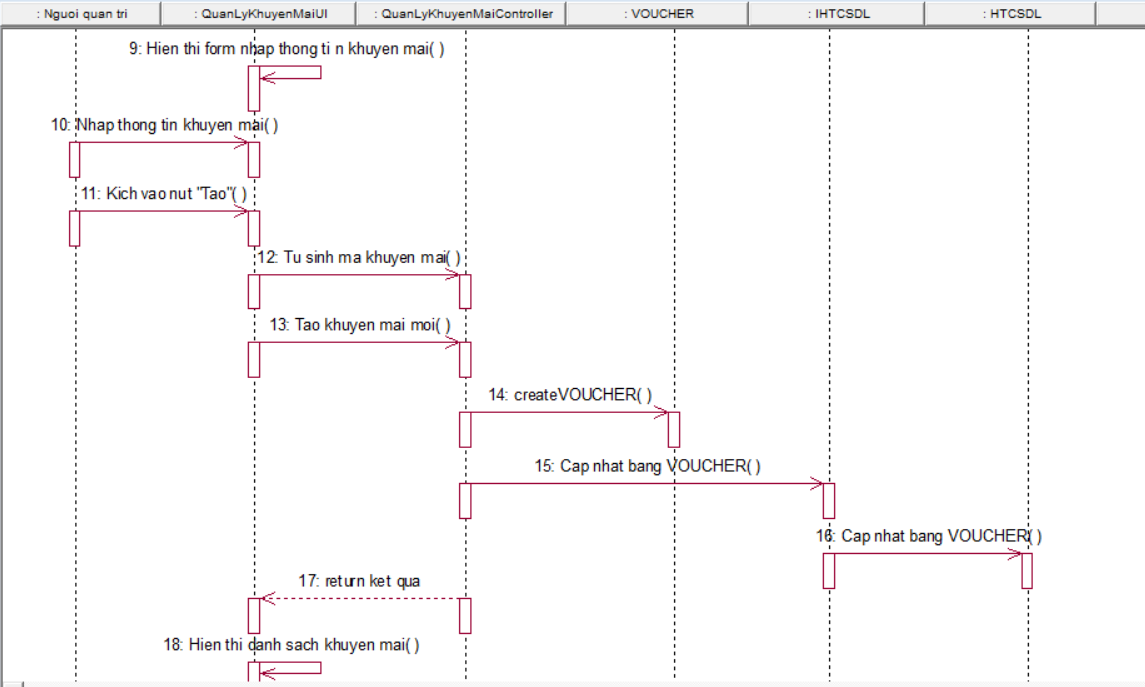 : Nguoi quan tri
: QuanLyKhuyenMaiUI
: QuanLyKhuyenMaiController
: VOUCHER
: IHTCSDL
: HTCSDL
9: Hien thi form nhap thong ti n khuyen mai( )
10: Nhap thong tin khuyen mai( )
11: Kich vao nut "Tao"( )
12: Tu sinh ma khuyen mai( )
13: Tao khuyen mai moi( )
14: createVOUCHER( )
15: Cap nhat bang VOUCHER( )
16: Cap nhat bang VOUCHER( )
17: return ket qua
18: Hien thi danh sach khuyen mai( )